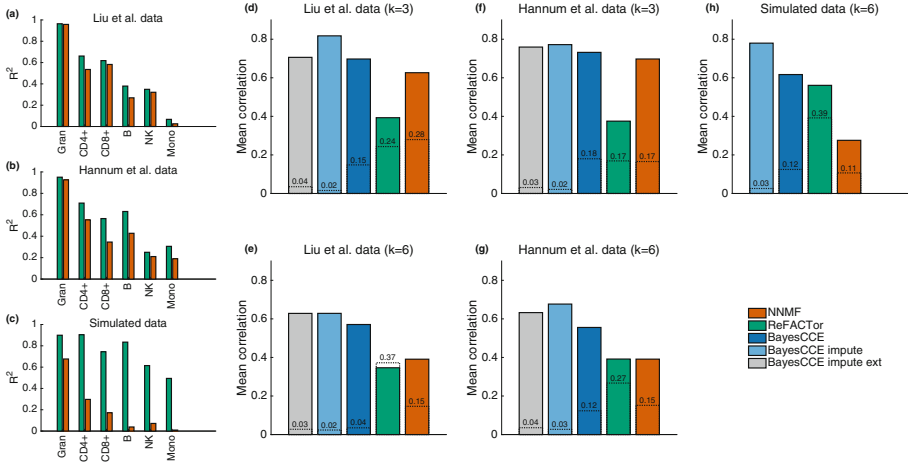 (a)
Liu et al. data
R2
1
0.8
0.6
0.4
0.2
0
Gran
CD4+
CD8+
B
NK
Mono
(b)
Hannum et al. data
R2
1
0.8
0.6
0.4
0.2
0
Gran
CD4+
CD8+
B
NK
Mono
(c)
Simulated data
R2
1
0.8
0.6
0.4
0.2
0
Gran
CD4+
CD8+
B
NK
Mono
(d)
Liu et al. data (k=3)
Mean correlation
0.8
0.6
0.4
0.2
0
0.04
0.02
0.15
0.24
0.28
(e)
Liu et al. data (k=6)
Mean correlation
0.8
0.6
0.4
0.2
0
0.03
0.02
0.04
0.37
0.15
(f)
Hannum et al. data (k=3)
Mean correlation
0.8
0.6
0.4
0.2
0
0.03
0.02
0.18
0.17
0.17
(g)
Hannum et al. data (k=6)
Mean correlation
0.8
0.6
0.4
0.2
0
0.04
0.03
0.12
0.27
0.15
(h)
Simulated data (k=6)
Mean correlation
0.8
0.6
0.4
0.2
0
0.03
0.12
0.39
0.11
NNMF
ReFACTor
BayesCCE
BayesCCE impute
BayesCCE impute ext